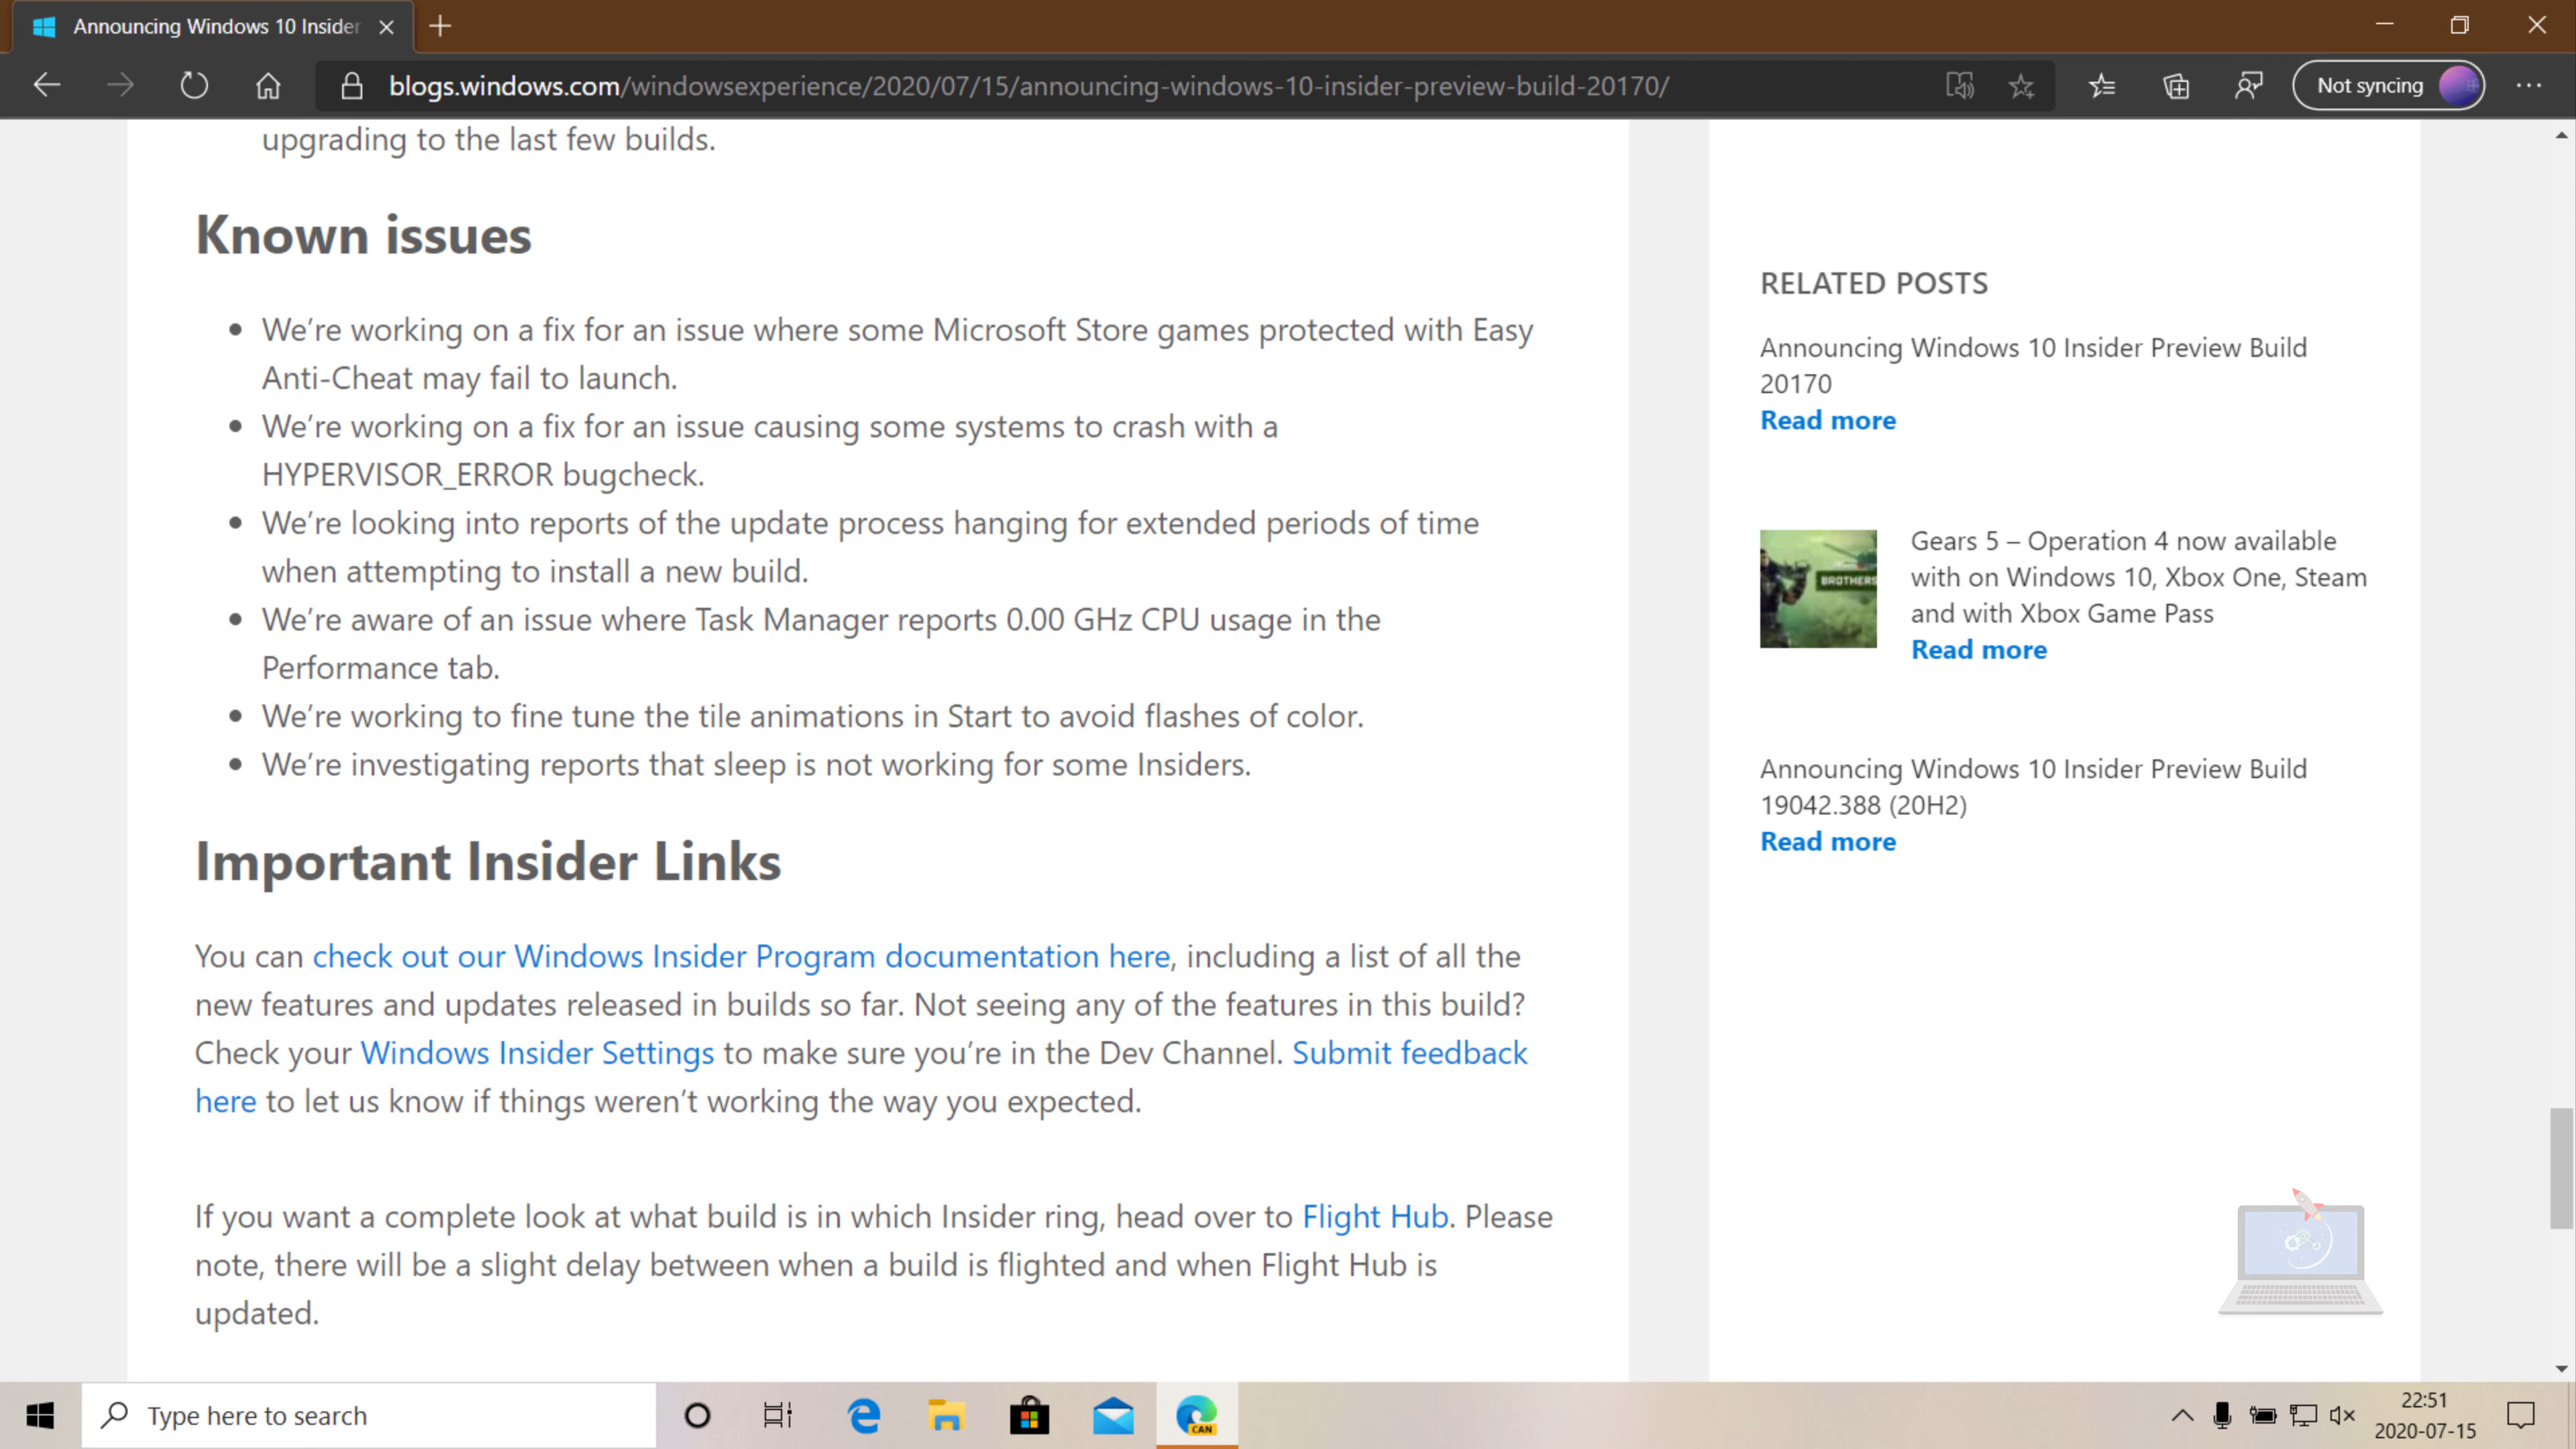 Announcing Windows 10 Insider
blogs.windows.com/windowsexperience/2020/07/15/announcing-windows-10-insider-preview-build-20170/
Not syncing
upgrading to the last few builds.
Known issues
• We’re working on a fix for an issue where some Microsoft Store games protected with Easy
Anti-Cheat may fail to launch.
• We’re working on a fix for an issue causing some systems to crash with a
HYPERVISOR_ERROR bugcheck.
• We’re looking into reports of the update process hanging for extended periods of time
when attempting to install a new build.
• We’re aware of an issue where Task Manager reports 0.00 GHz CPU usage in the
Performance tab.
• We’re working to fine tune the tile animations in Start to avoid flashes of color.
• We’re investigating reports that sleep is not working for some Insiders.
Important Insider Links
You can check out our Windows Insider Program documentation here, including a list of all the
new features and updates released in builds so far. Not seeing any of the features in this build?
Check your Windows Insider Settings to make sure you’re in the Dev Channel. Submit feedback
here to let us know if things weren’t working the way you expected.
If you want a complete look at what build is in which Insider ring, head over to Flight Hub. Please
note, there will be a slight delay between when a build is flighted and when Flight Hub is
updated.
RELATED POSTS
Announcing Windows 10 Insider Preview Build
20170
Read more
BROTHERS
Gears 5 – Operation 4 now available
with on Windows 10, Xbox One, Steam
and with Xbox Game Pass
Read more
Announcing Windows 10 Insider Preview Build
19042.388 (20H2)
Read more
Type here to search
CAN
22:51
2020-07-15